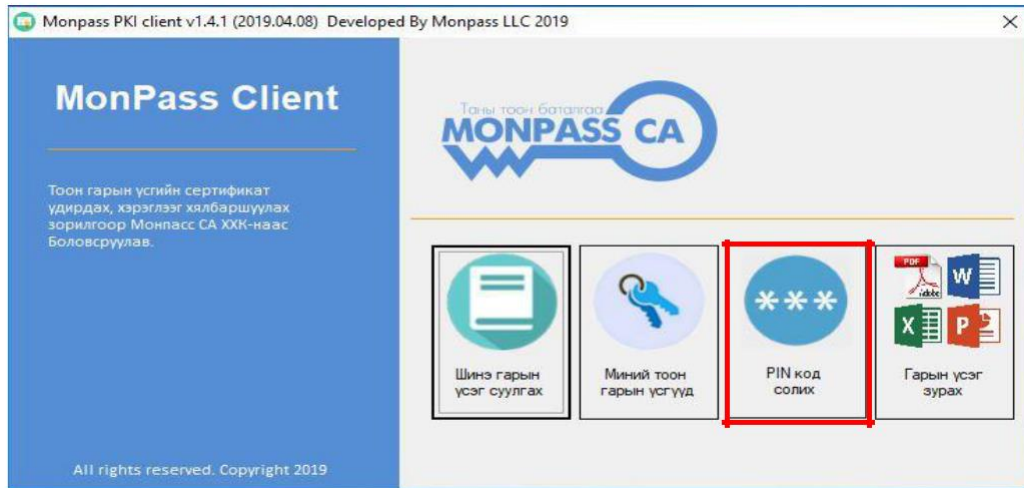 Monpass PKI client v1.4.1 (2019.04.08) Developed By Monpass LLC 2019
MonPass Client
Тоон гарын үсгийн сертификат
удирдах, хэрэглээг хялбаршуулах
зорилгоор Монпасс СА ХХК-наас
Боловсруулав.
All rights reserved. Copyright 2019
Таны тоон баталгаа
MONPASS CA
Шинэ гарын
үсэг суулгах
Миний тоон
гарын үсгүүд
***
PIN код
солих
PDF
Adobe
W
X
P
Гарын үсэг
зурах